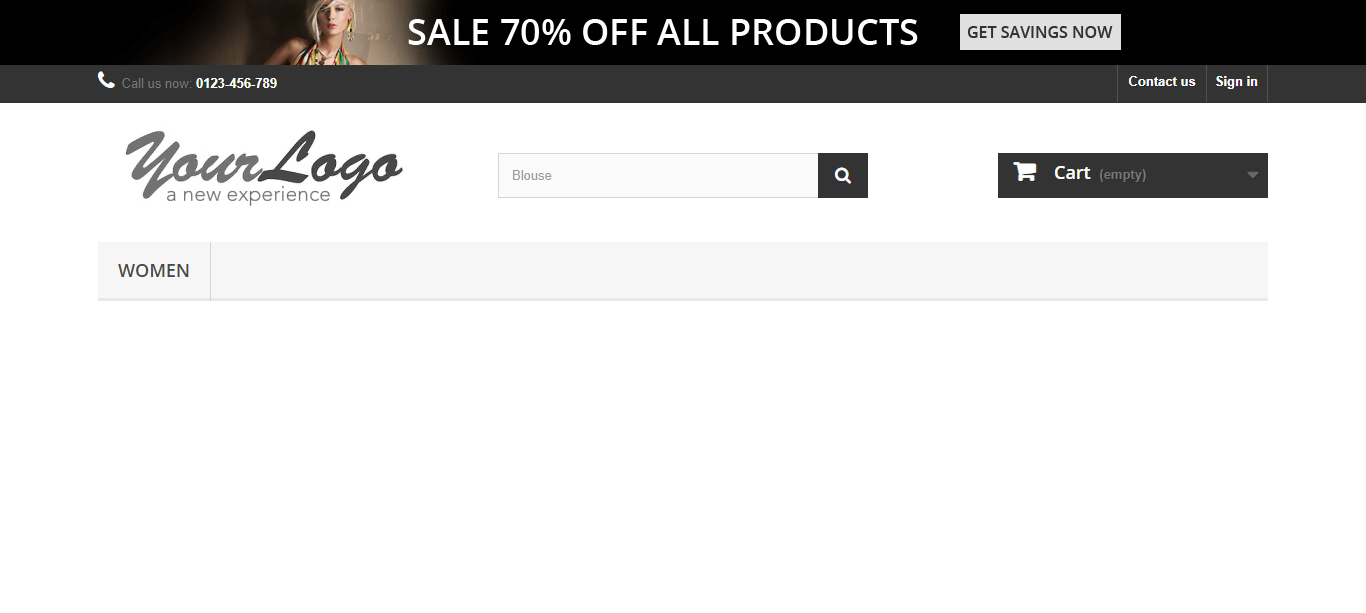 SALE 70% OFF ALL PRODUCTS GET SAVINGS NOW
Call us now: 0123-456-789 Contact us Sign in
YourLogo
a new experience
Blouse
Cart (empty)
WOMEN